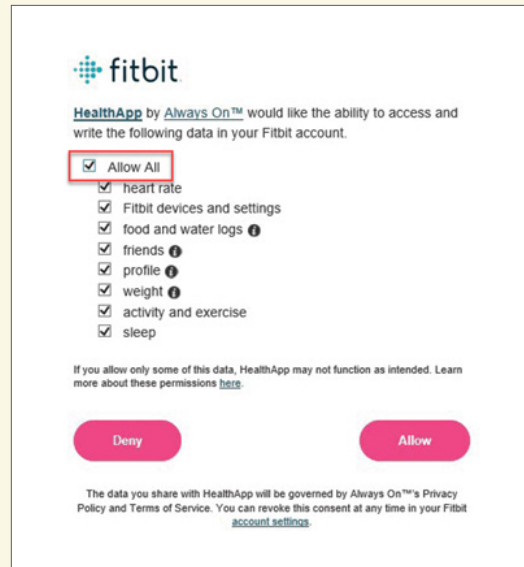 fitbit
HealthApp by Always On™ would like the ability to access and
write the following data in your Fitbit account.
Allow All
heart rate
Fitbit devices and settings
food and water logs
friends
profile
weight
activity and exercise
sleep
If you allow only some of this data, HealthApp may not function as intended. Learn
more about these permissions here.
Deny
Allow
The data you share with HealthApp will be governed by Always On™'s Privacy
Policy and Terms of Service. You can revoke this consent at any time in your Fitbit
account settings.